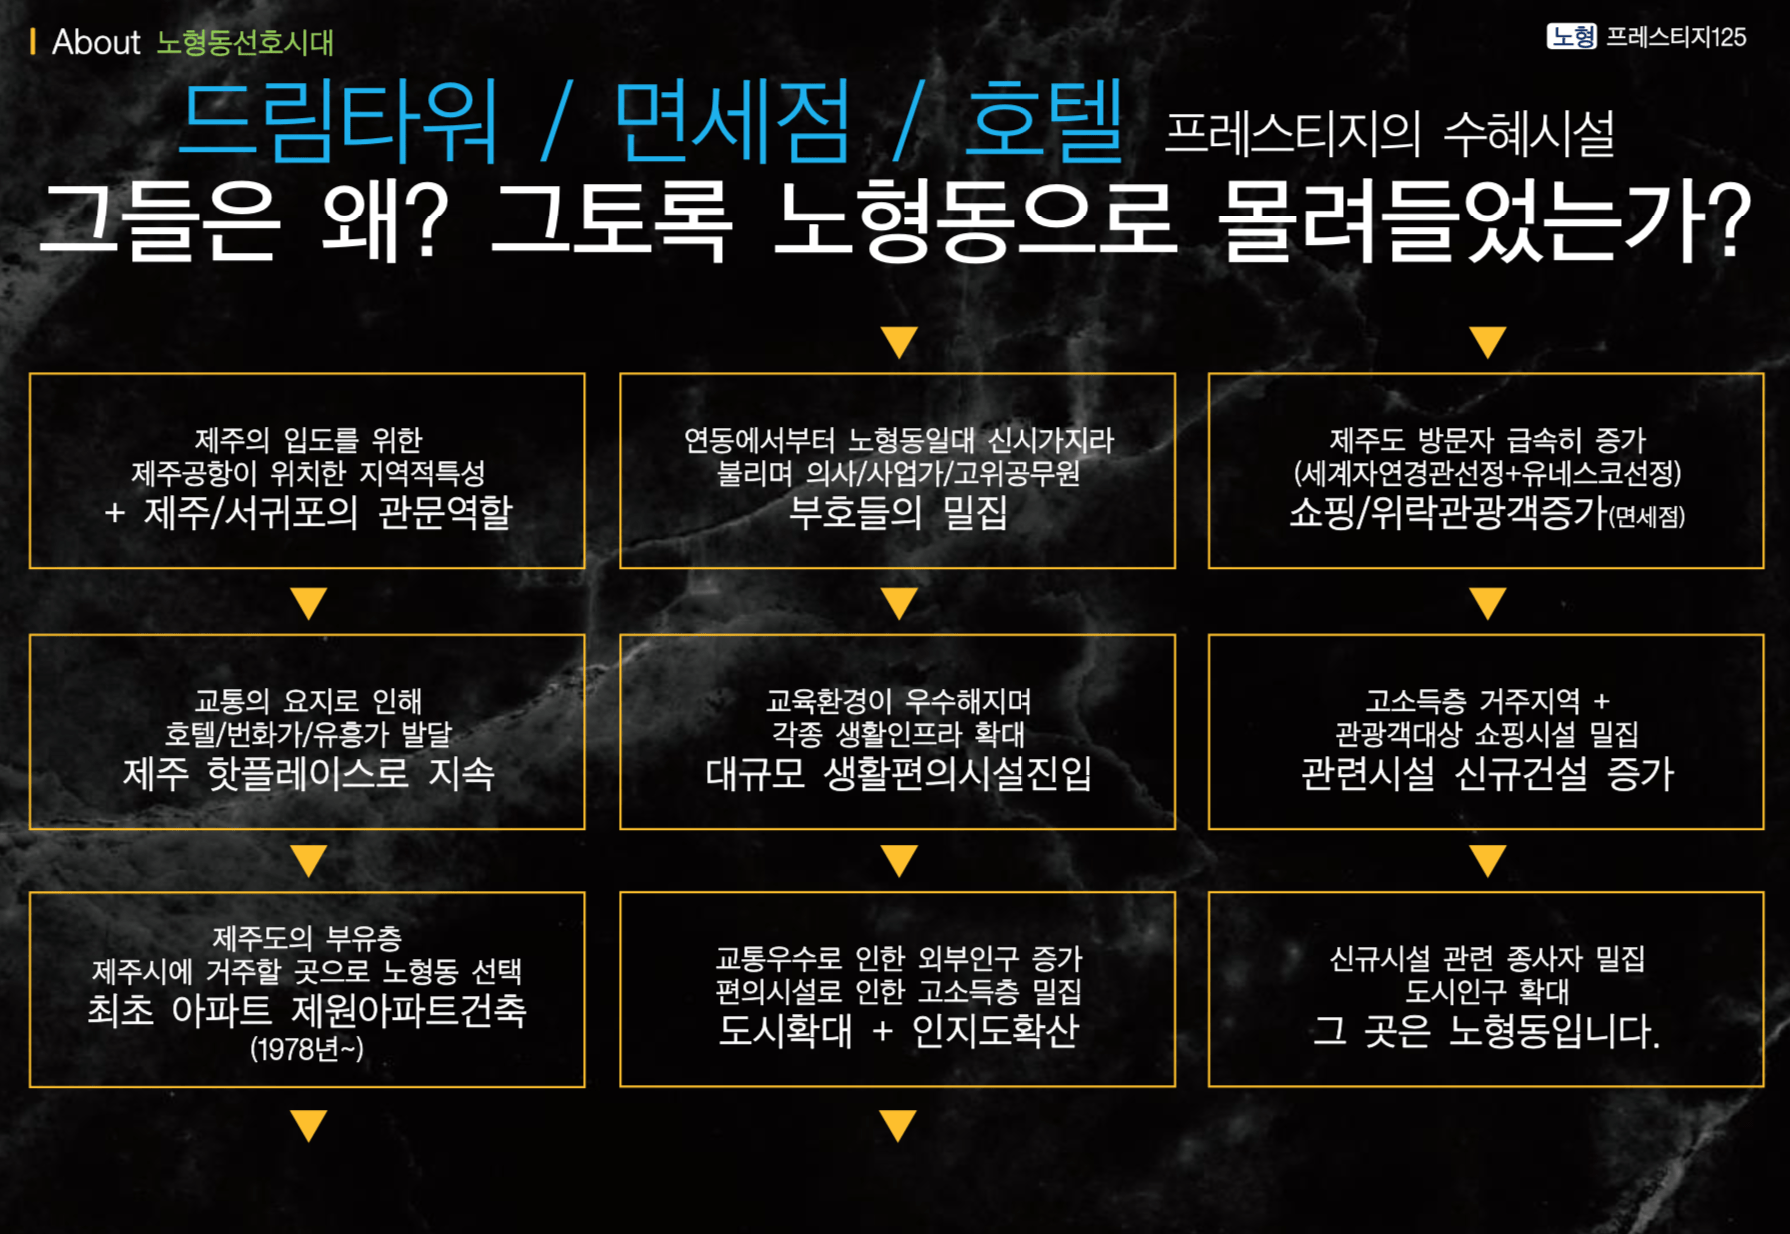 About 노형동선호시대
노형 프레스티지125
드림타워 / 면세점 / 호텔 프레스티지의 수혜시설
그들은 왜? 그토록 노형동으로 몰려들었는가?
제주의 입도를 위한
제주공항이 위치한 지역적특성
+ 제주/서귀포의 관문역할
교통의 요지로 인해
호텔/번화가/유흥가 발달
제주 핫플레이스로 지속
제주도의 부유층
제주시에 거주할 곳으로 노형동 선택
최초 아파트 제원아파트건축
(1978년~)
연동에서부터 노형동일대 신시가지라
불리며 의사/사업가/고위공무원
부호들의 밀집
교육환경이 우수해지며
각종 생활인프라 확대
대규모 생활편의시설진입
교통우수로 인한 외부인구 증가
편의시설로 인한 고소득층 밀집
도시확대 + 인지도확산
제주도 방문자 급속히 증가
(세계자연경관선정+유네스코선정)
쇼핑/위락관광객증가(면세점)
고소득층 거주지역 +
관광객대상 쇼핑시설 밀집
관련시설 신규건설 증가
신규시설 관련 종사자 밀집
도시인구 확대
그 곳은 노형동입니다.